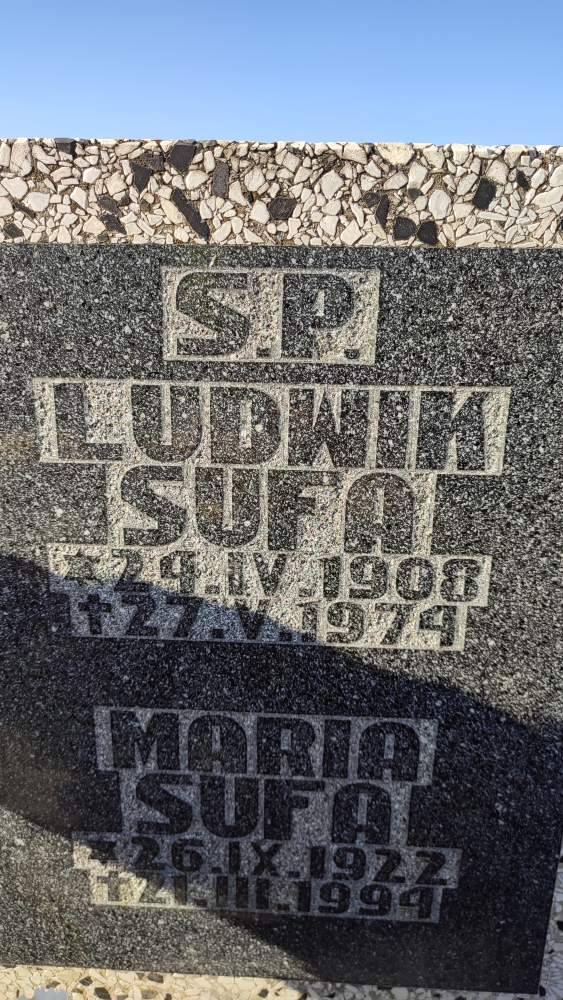 S.P.
LUDWIK
SUFA
* 24.IV.1908
† 27.V.1974
MARIA
SUFA
* 26.IX.1922
† 21.III.1994